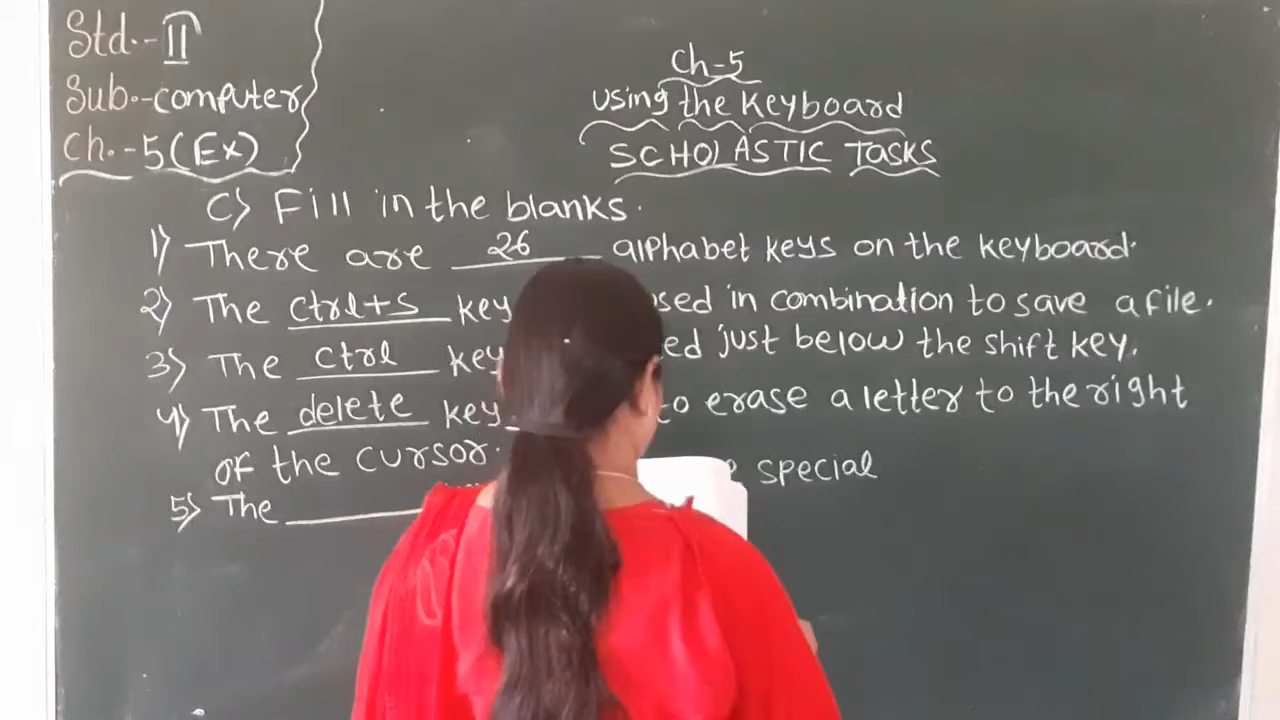 Std.-II
Sub.-computer
Ch.-5(Ex)
Ch-5
using the Keyboard
SCHOLASTIC TASKS
C) Fill in the blanks.
1) There are 26 alphabet keys on the keyboard.
2) The ctrl+s key in combination to save a file.
3) The ctrl key just below the shift key.
4) The delete key to erase a letter to the right
of the cursor.
5) The ______ special